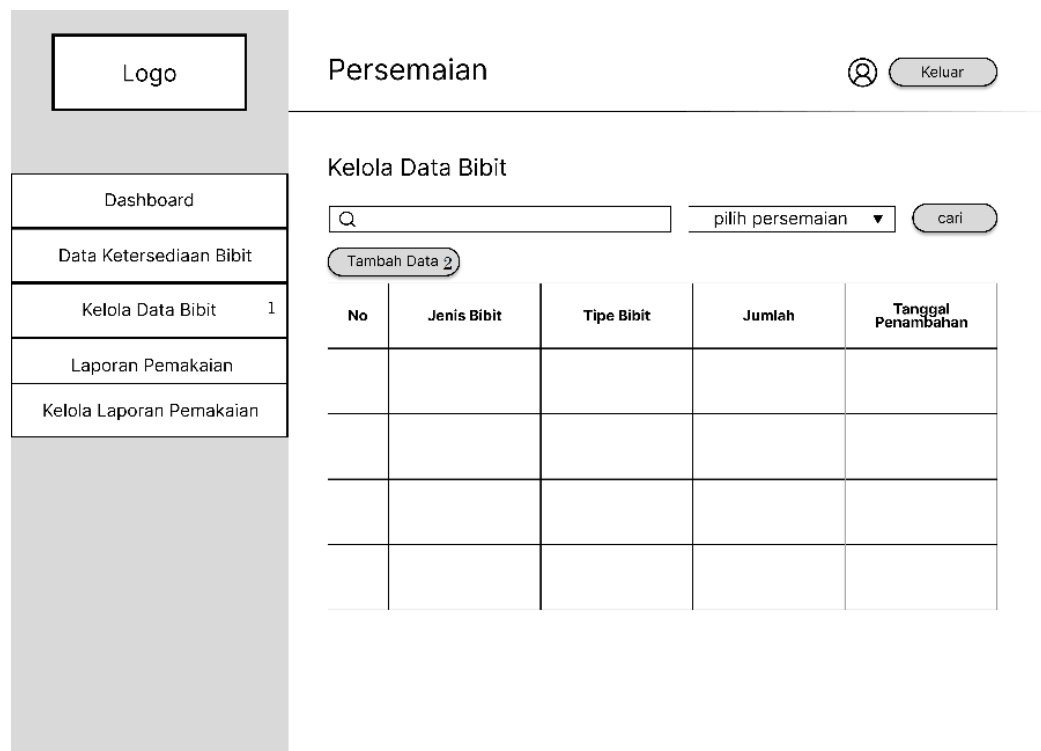 Logo
Persemaian
Keluar
Dashboard
Data Ketersediaan Bibit
Kelola Data Bibit 1
Laporan Pemakaian
Kelola Laporan Pemakaian
Kelola Data Bibit
pilih persemaian ▼
cari
Tambah Data 2
No Jenis Bibit Tipe Bibit Jumlah Tanggal
Penambahan